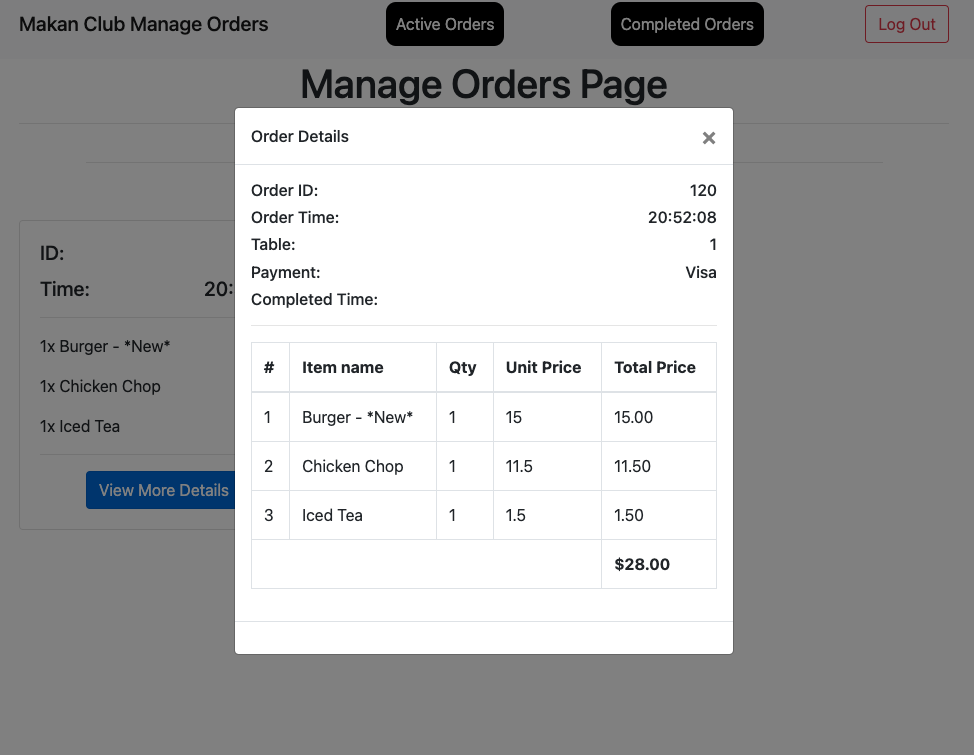 Makan Club Manage Orders Active Orders Completed Orders Log Out
Manage Orders Page
Order Details ×
Order ID: 120
Order Time: 20:52:08
Table: 1
Payment: Visa
Completed Time:
# Item name Qty Unit Price Total Price
1 Burger - *New* 1 15 15.00
2 Chicken Chop 1 11.5 11.50
3 Iced Tea 1 1.5 1.50
$28.00
ID:
Time: 20:
1x Burger - *New*
1x Chicken Chop
1x Iced Tea
View More Details